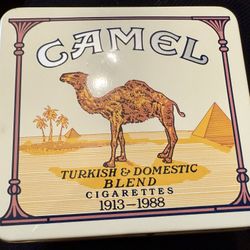 CAMEL
TURKISH & DOMESTIC
BLEND
CIGARETTES
1913-1988